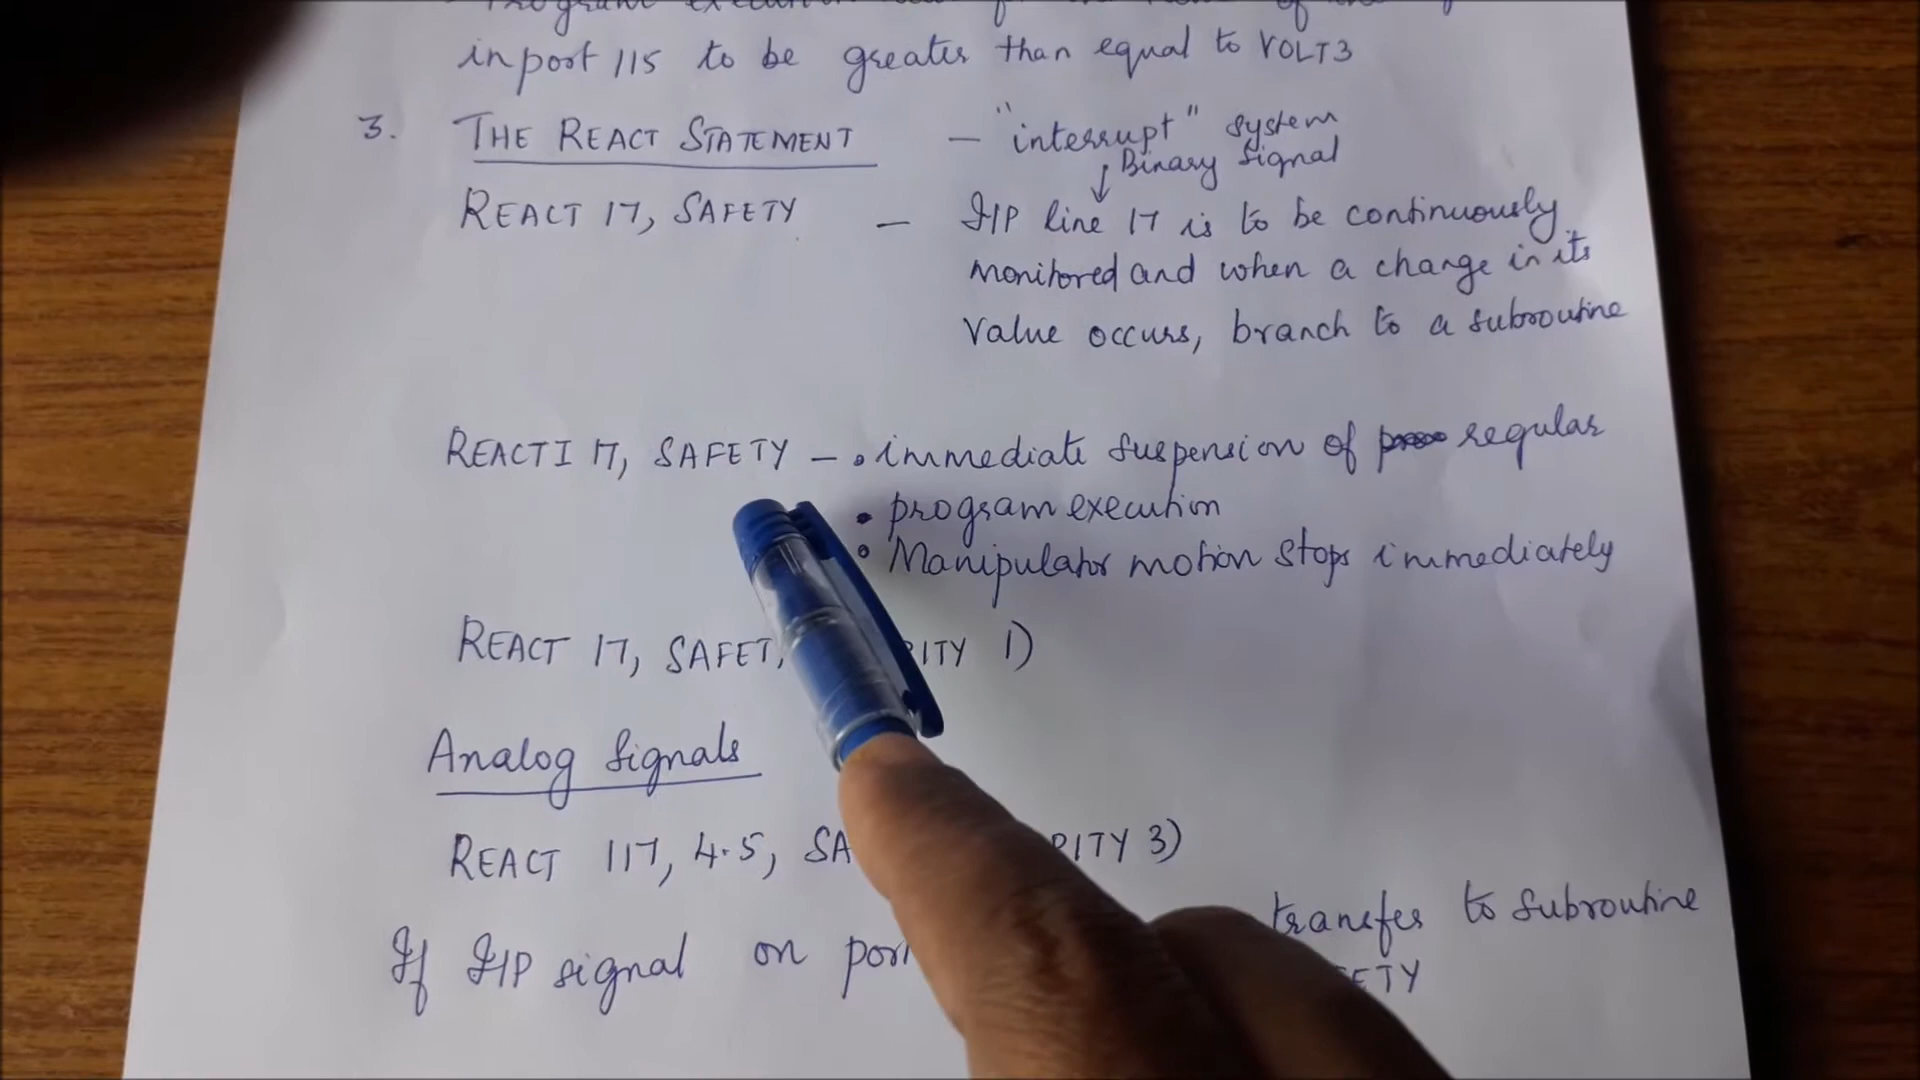 in port 115 to be greater than equal to VOLT3
3. THE REACT STATEMENT – "interrupt" system
Binary Signal
REACT 17, SAFETY – I/P line 17 is to be continuously
monitored and when a change in its
value occurs, branch to a subroutine
REACTI 17, SAFETY – • immediate suspension of regular
• program execution
• Manipulator motion stops immediately
REACT 17, 1)
Analog Signals
REACT 117, 4.5, 3)
If I/P signal on transfer to subroutine